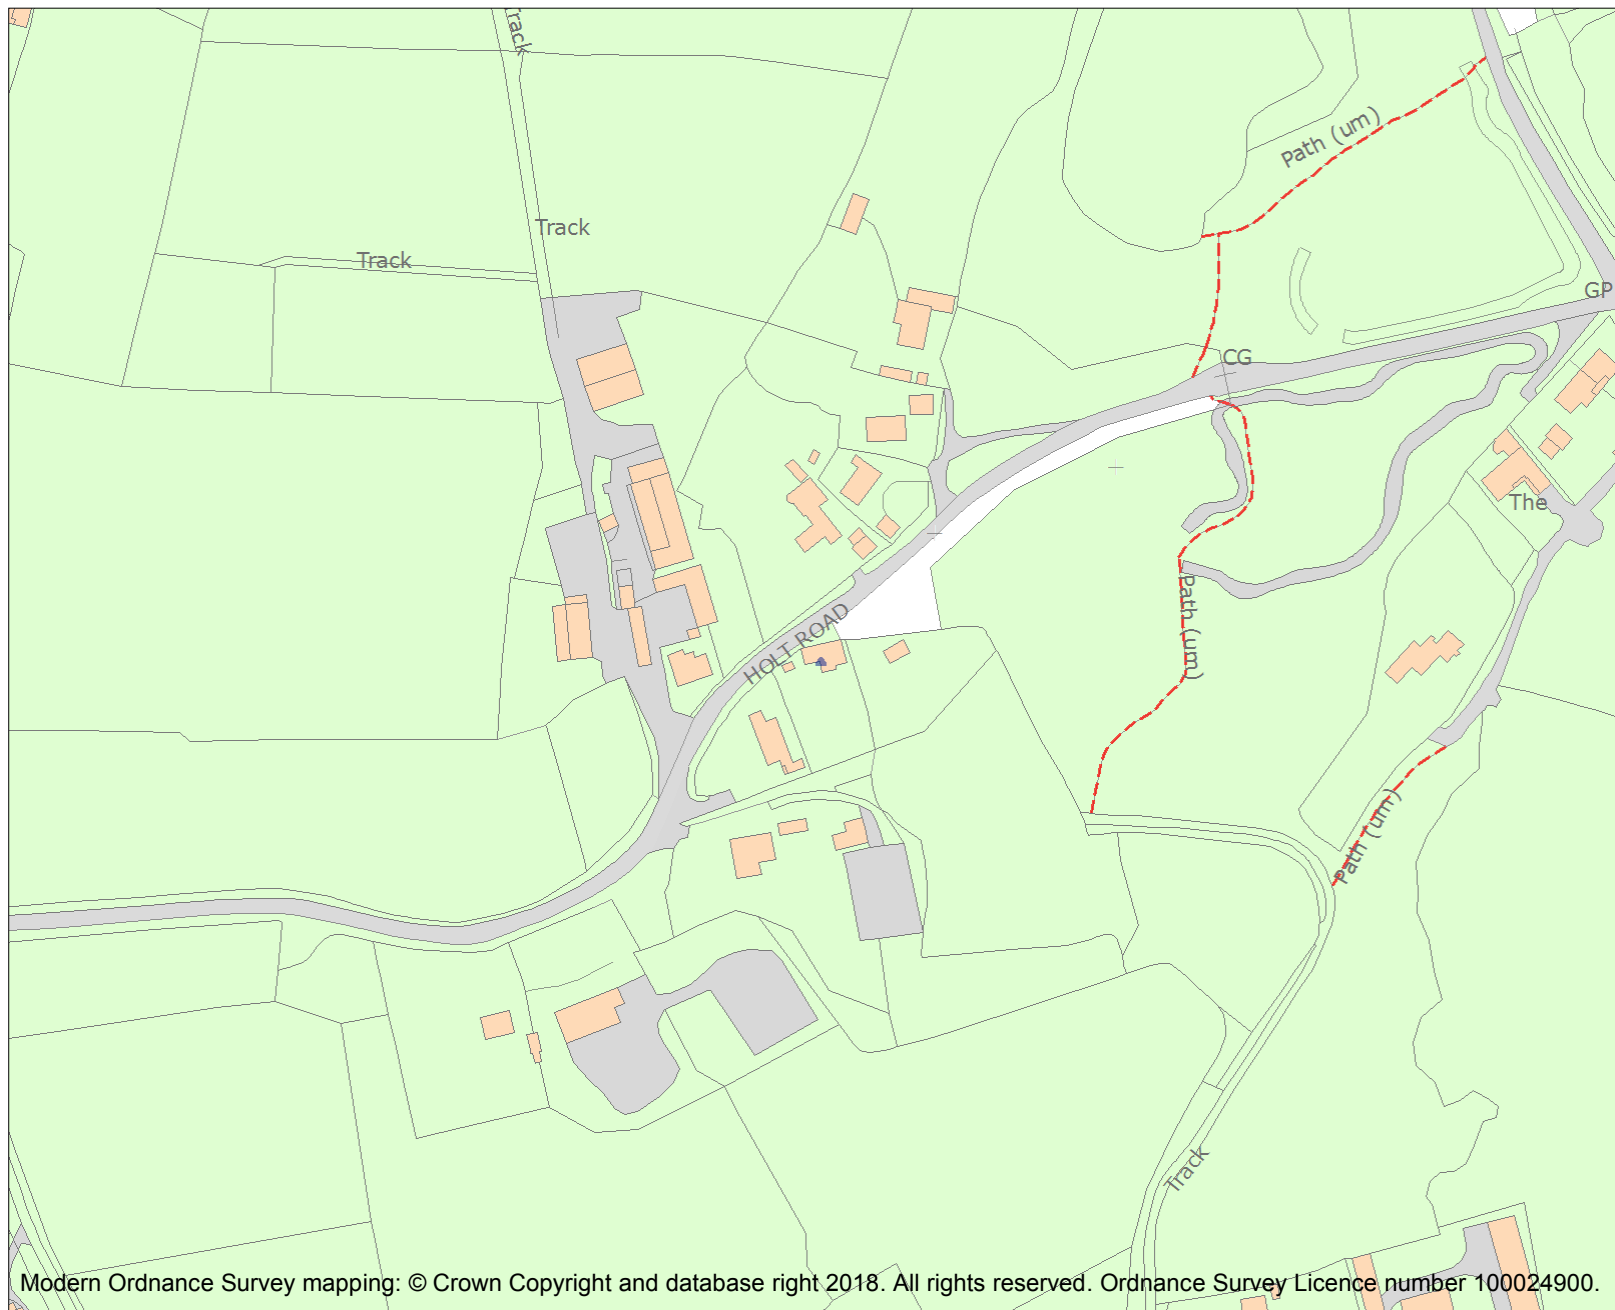 Track
Path (um)
Track
Track
GP
CG
The
Path (um)
HOLT ROAD
Path (um)
Track
Modern Ordnance Survey mapping: © Crown Copyright and database right 2018. All rights reserved. Ordnance Survey Licence number 100024900.